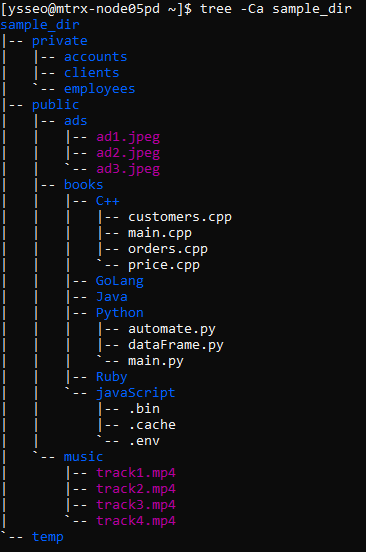 [ysseo@mtrx-node05pd ~]$ tree -Ca sample_dir
sample_dir
|-- private
|   |-- accounts
|   |-- clients
|   `-- employees
|-- public
|   |-- ads
|   |   |-- ad1.jpeg
|   |   |-- ad2.jpeg
|   |   `-- ad3.jpeg
|   |-- books
|   |   |-- C++
|   |   |   |-- customers.cpp
|   |   |   |-- main.cpp
|   |   |   |-- orders.cpp
|   |   |   `-- price.cpp
|   |   |-- GoLang
|   |   |-- Java
|   |   |-- Python
|   |   |   |-- automate.py
|   |   |   |-- dataFrame.py
|   |   |   `-- main.py
|   |   |-- Ruby
|   |   `-- javaScript
|   |       |-- .bin
|   |       |-- .cache
|   |       `-- .env
|   `-- music
|       |-- track1.mp4
|       |-- track2.mp4
|       |-- track3.mp4
|       `-- track4.mp4
`-- temp